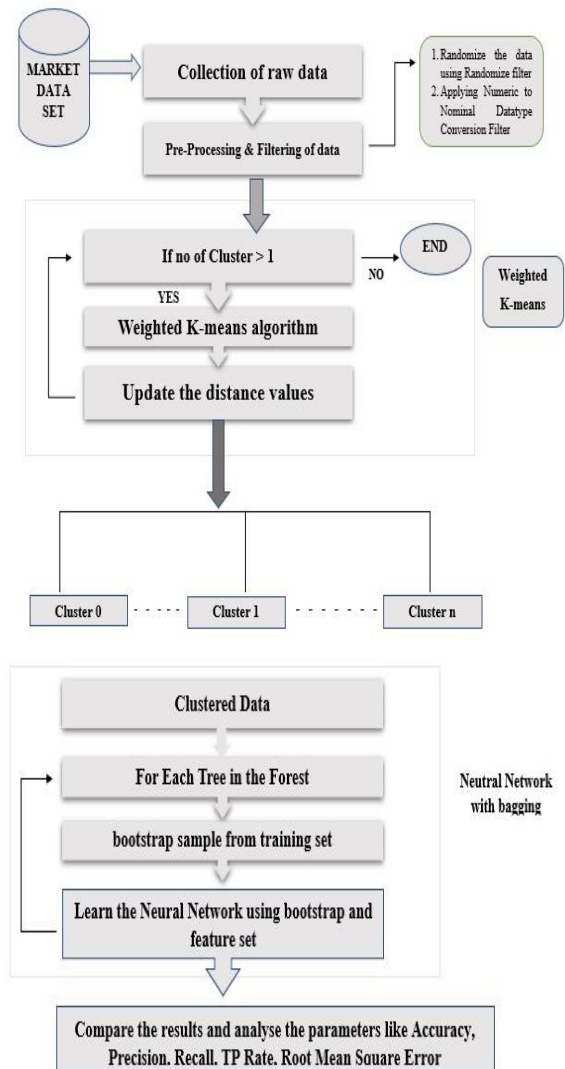 MARKET
DATA
SET
Collection of raw data
1. Randomize the data
using Randomize filter
2. Applying Numeric to
Nominal Datatype
Conversion Filter
Pre-Processing & Filtering of data
If no of Cluster > 1
NO
END
YES
Weighted
K-means
Weighted K-means algorithm
Update the distance values
Cluster 0
Cluster 1
Cluster n
Clustered Data
For Each Tree in the Forest
Neutral Network
with bagging
bootstrap sample from training set
Learn the Neural Network using bootstrap and
feature set
Compare the results and analyse the parameters like Accuracy,
Precision, Recall, TP Rate, Root Mean Square Error